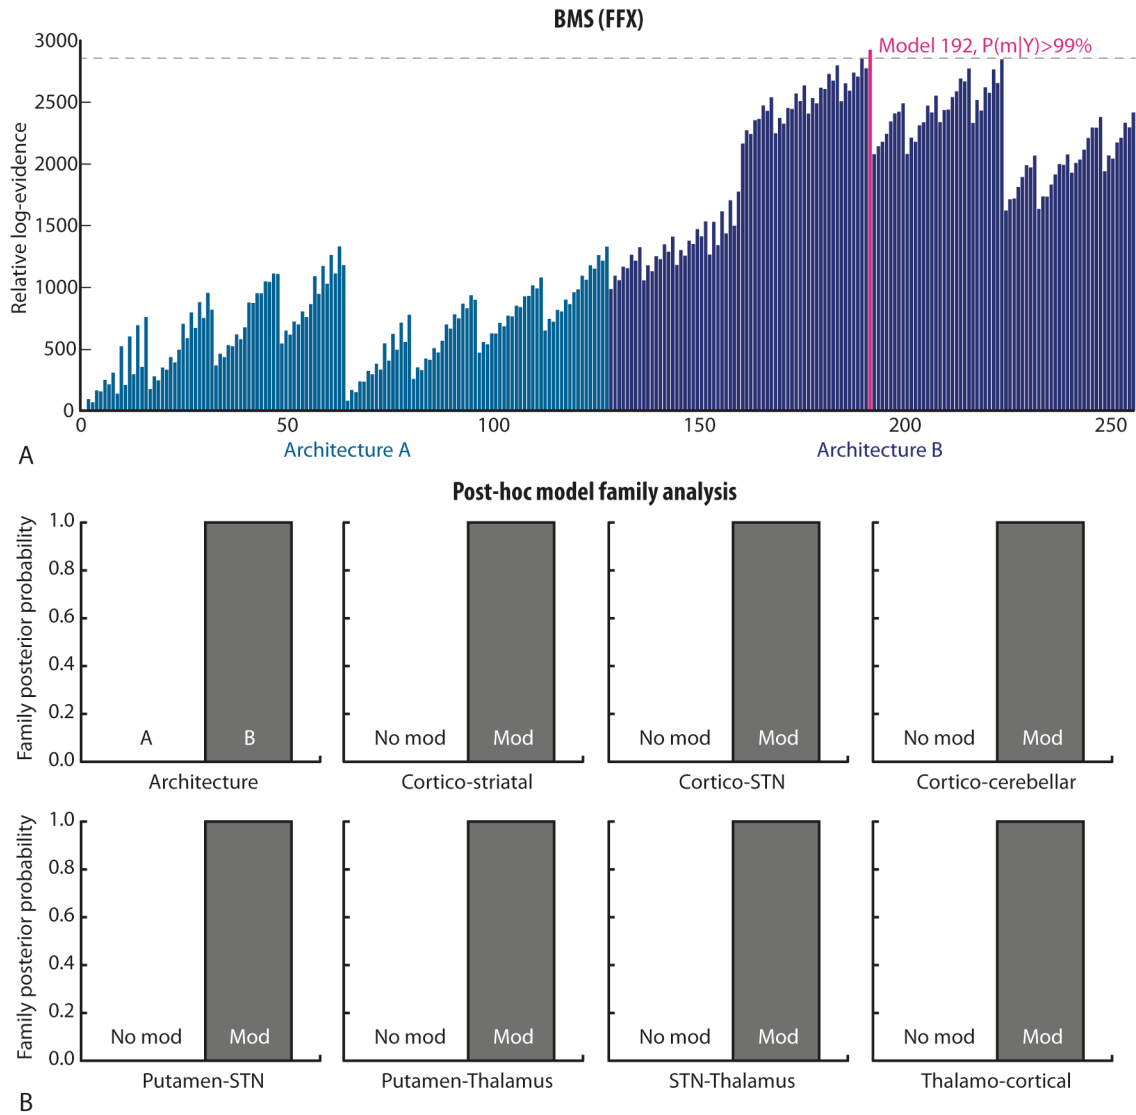 BMS (FFX)
Model 192, P(m|Y)>99%
Relative log-evidence
3000
2500
2000
1500
1000
500
0
0 50 100 150 200 250
Architecture A Architecture B
A
Post-hoc model family analysis
Family posterior probability
1.0
0.8
0.6
0.4
0.2
0.0
A B No mod Mod No mod Mod No mod Mod
Architecture Cortico-striatal Cortico-STN Cortico-cerebellar
Family posterior probability
1.0
0.8
0.6
0.4
0.2
0.0
No mod Mod No mod Mod No mod Mod No mod Mod
Putamen-STN Putamen-Thalamus STN-Thalamus Thalamo-cortical
B